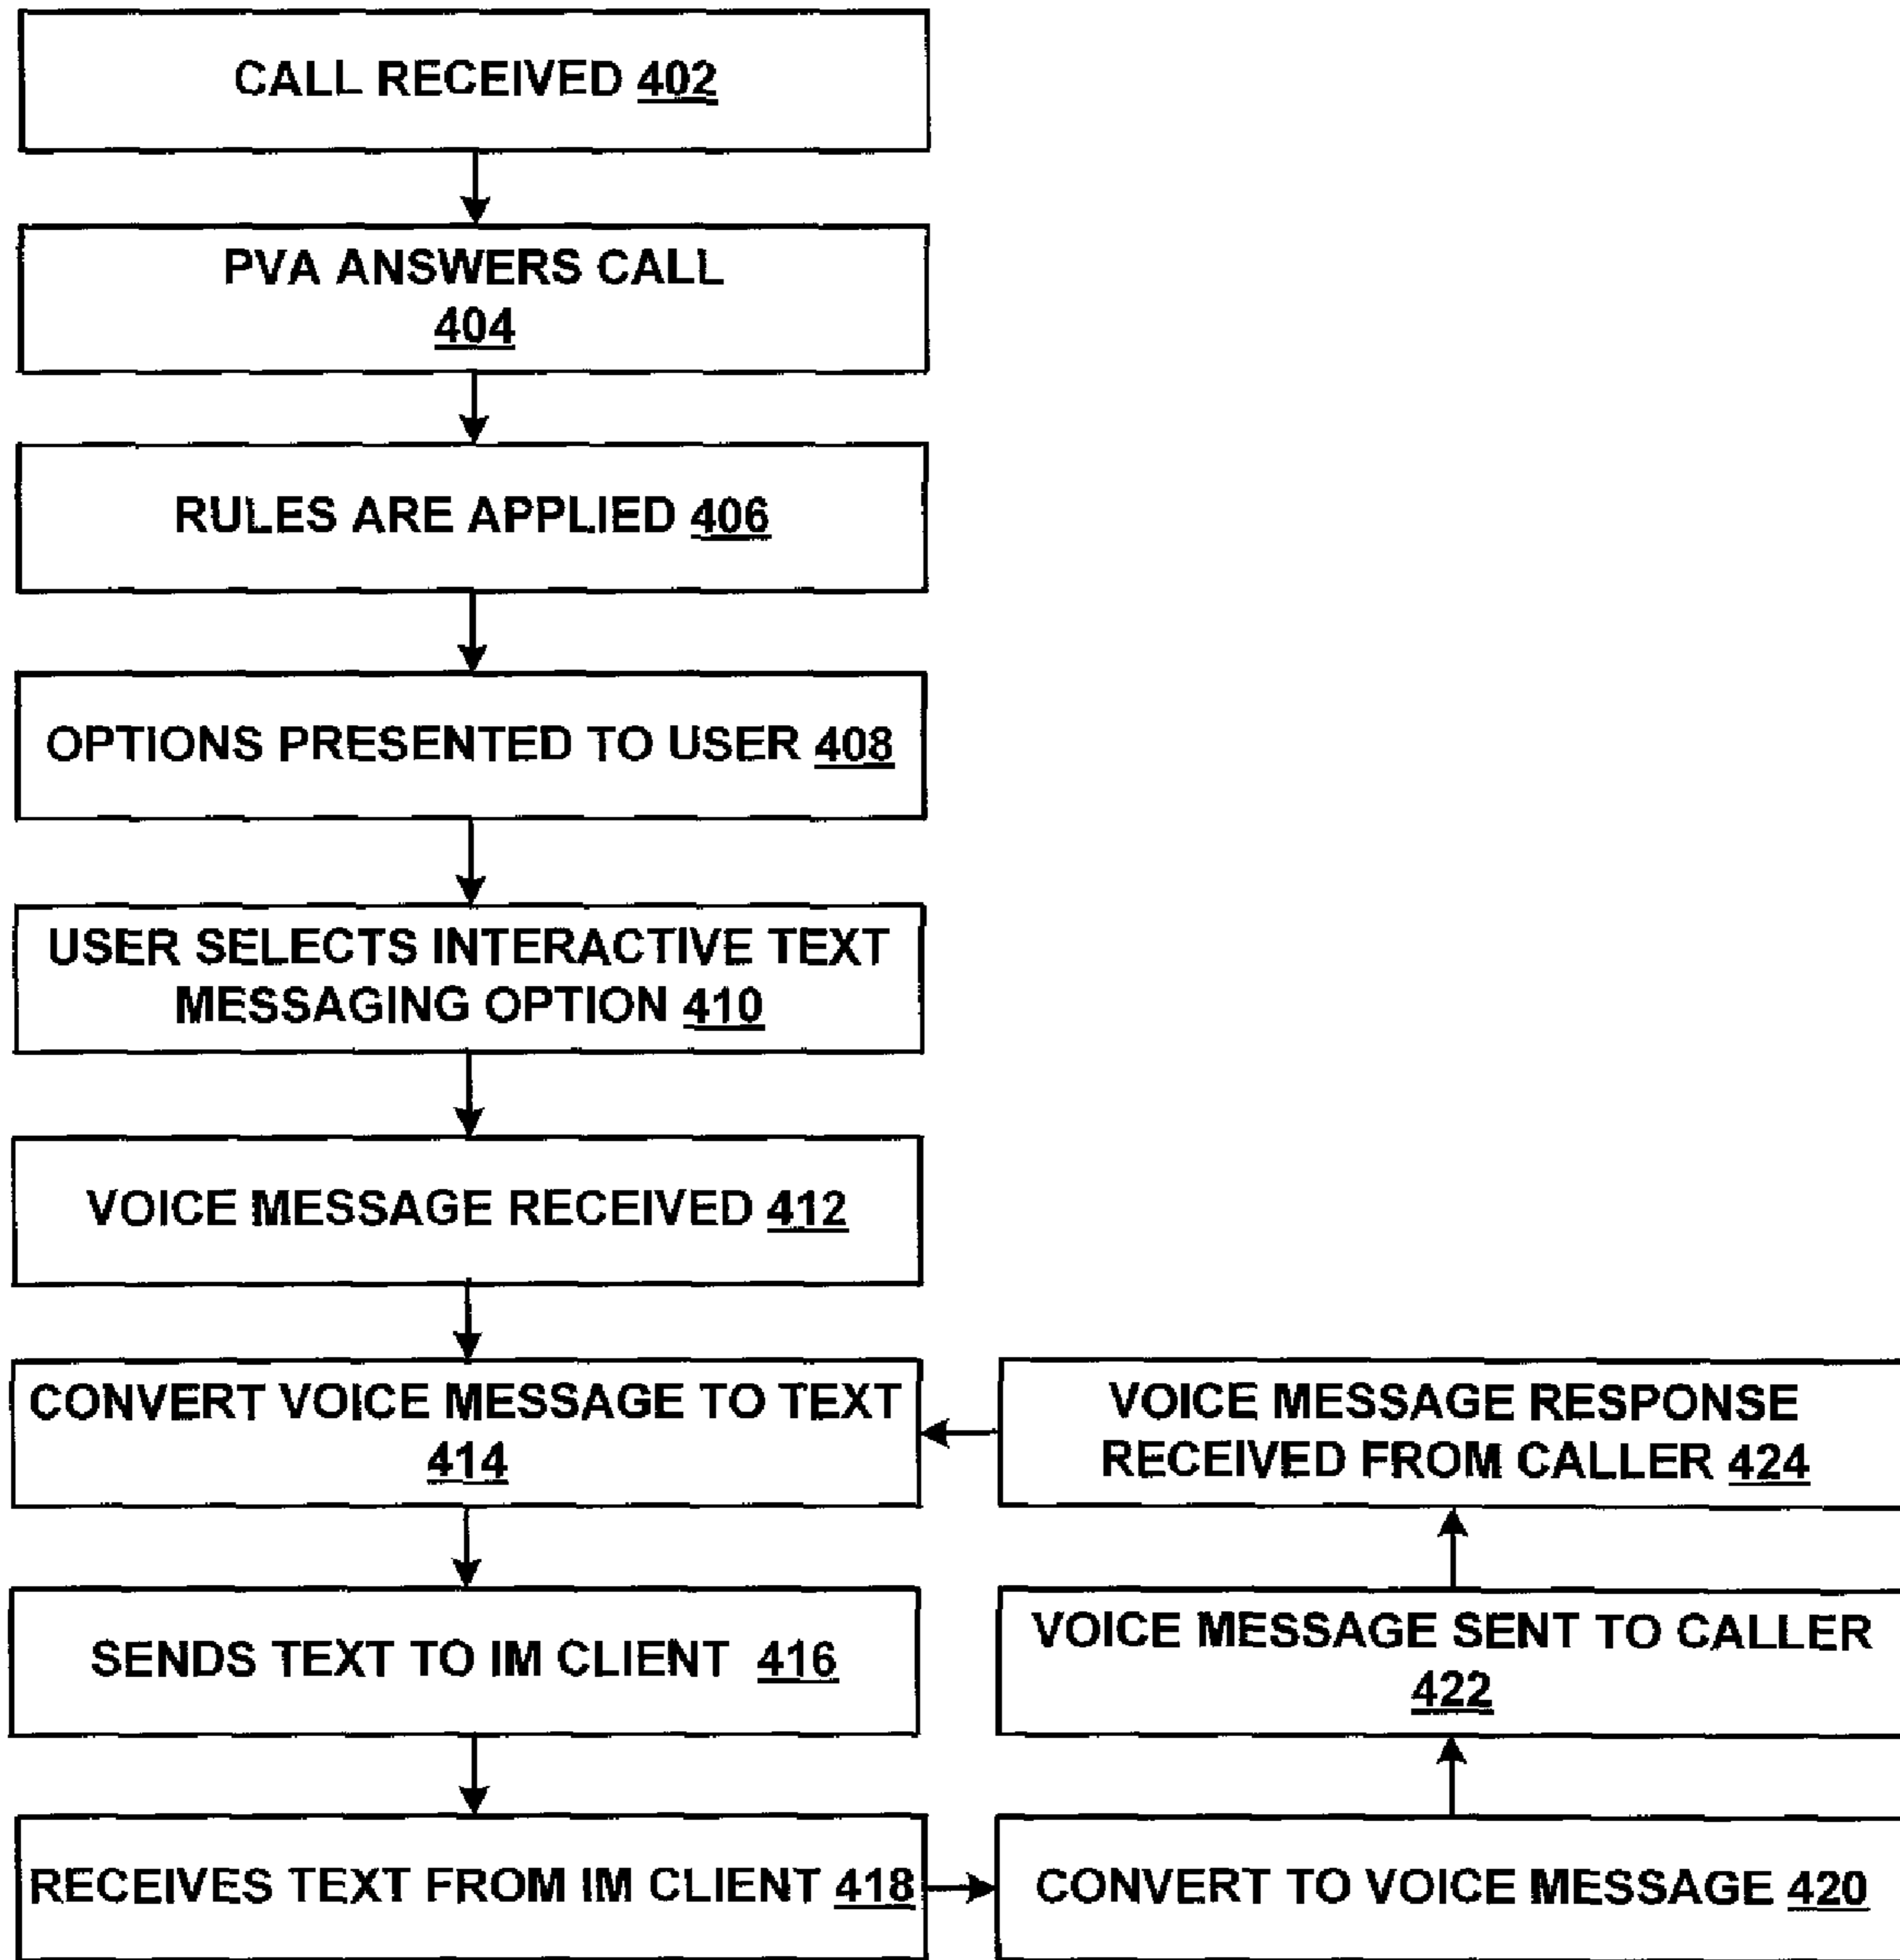 CALL RECEIVED 402
PVA ANSWERS CALL
404
RULES ARE APPLIED 406
OPTIONS PRESENTED TO USER 408
USER SELECTS INTERACTIVE TEXT
MESSAGING OPTION 410
VOICE MESSAGE RECEIVED 412
CONVERT VOICE MESSAGE TO TEXT
414
SENDS TEXT TO IM CLIENT 416
RECEIVES TEXT FROM IM CLIENT 418
CONVERT TO VOICE MESSAGE 420
VOICE MESSAGE SENT TO CALLER
422
VOICE MESSAGE RESPONSE
RECEIVED FROM CALLER 424